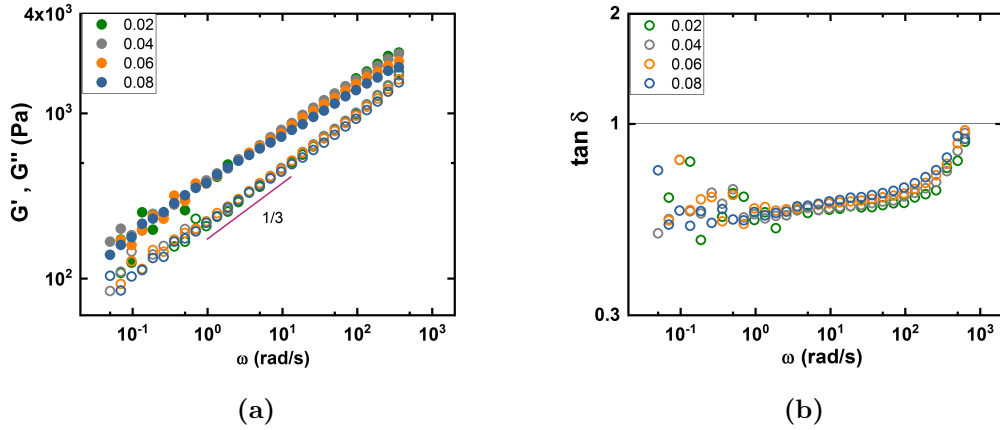 4x10³
10³
10²
G' , G" (Pa)
0.02
0.04
0.06
0.08
1/3
10⁻¹ 10⁰ 10¹ 10² 10³
ω (rad/s)
(a)
2
1
0.3
tan δ
0.02
0.04
0.06
0.08
10⁻¹ 10⁰ 10¹ 10² 10³
ω (rad/s)
(b)